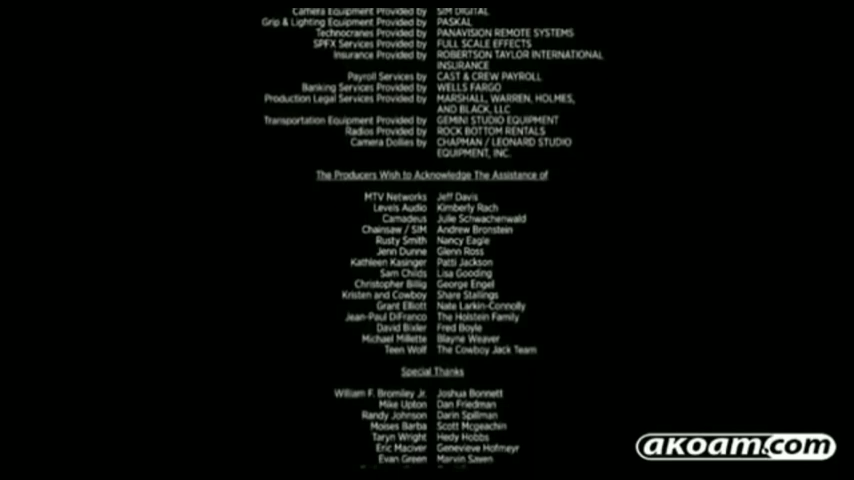 Camera Equipment Provided by SIM DIGITAL
Grip & Lighting Equipment Provided by PASKAL
Technocranes Provided by PANAVISION REMOTE SYSTEMS
SPFX Services Provided by FULL SCALE EFFECTS
Insurance Provided by ROBERTSON TAYLOR INTERNATIONAL
INSURANCE
Payroll Services by CAST & CREW PAYROLL
Banking Services Provided by WELLS FARGO
Production Legal Services Provided by MARSHALL, WARREN, HOLMES,
AND BLACK, LLC
Transportation Equipment Provided by GEMINI STUDIO EQUIPMENT
Radios Provided by ROCK BOTTOM RENTALS
Camera Dollies by CHAPMAN / LEONARD STUDIO
EQUIPMENT, INC.
The Producers Wish to Acknowledge The Assistance of
MTV Networks Jeff Davis
Levels Audio Kimberly Rach
Camadeus Julie Schwachenwald
Chainsaw / SIM Andrew Bronstein
Rusty Smith Nancy Eagle
Jenn Dunne Glenn Ross
Kathleen Kasinger Patti Jackson
Sam Childs Lisa Gooding
Christopher Billig George Engel
Kristen and Cowboy Share Stallings
Grant Elliott Nate Larkin-Connolly
Jean-Paul DiFranco The Holstein Family
David Bixler Fred Boyle
Michael Millette Blayne Weaver
Teen Wolf The Cowboy Jack Team
Special Thanks
William F. Bromiley Jr. Joshua Bonnett
Mike Upton Dan Friedman
Randy Johnson Darin Spillman
Moises Barba Scott Mcgeachin
Taryn Wright Hedy Hobbs
Eric Maciver Genevieve Hofmeyr
Evan Green Marvin Saven
akoam.com